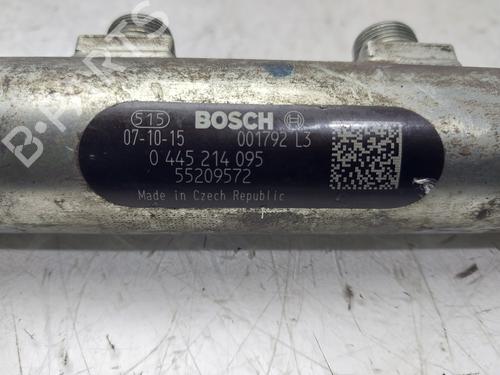 515 BOSCH
07-10-15 001792 L3
0 445 214 095
55209572
Made in Czech Republic